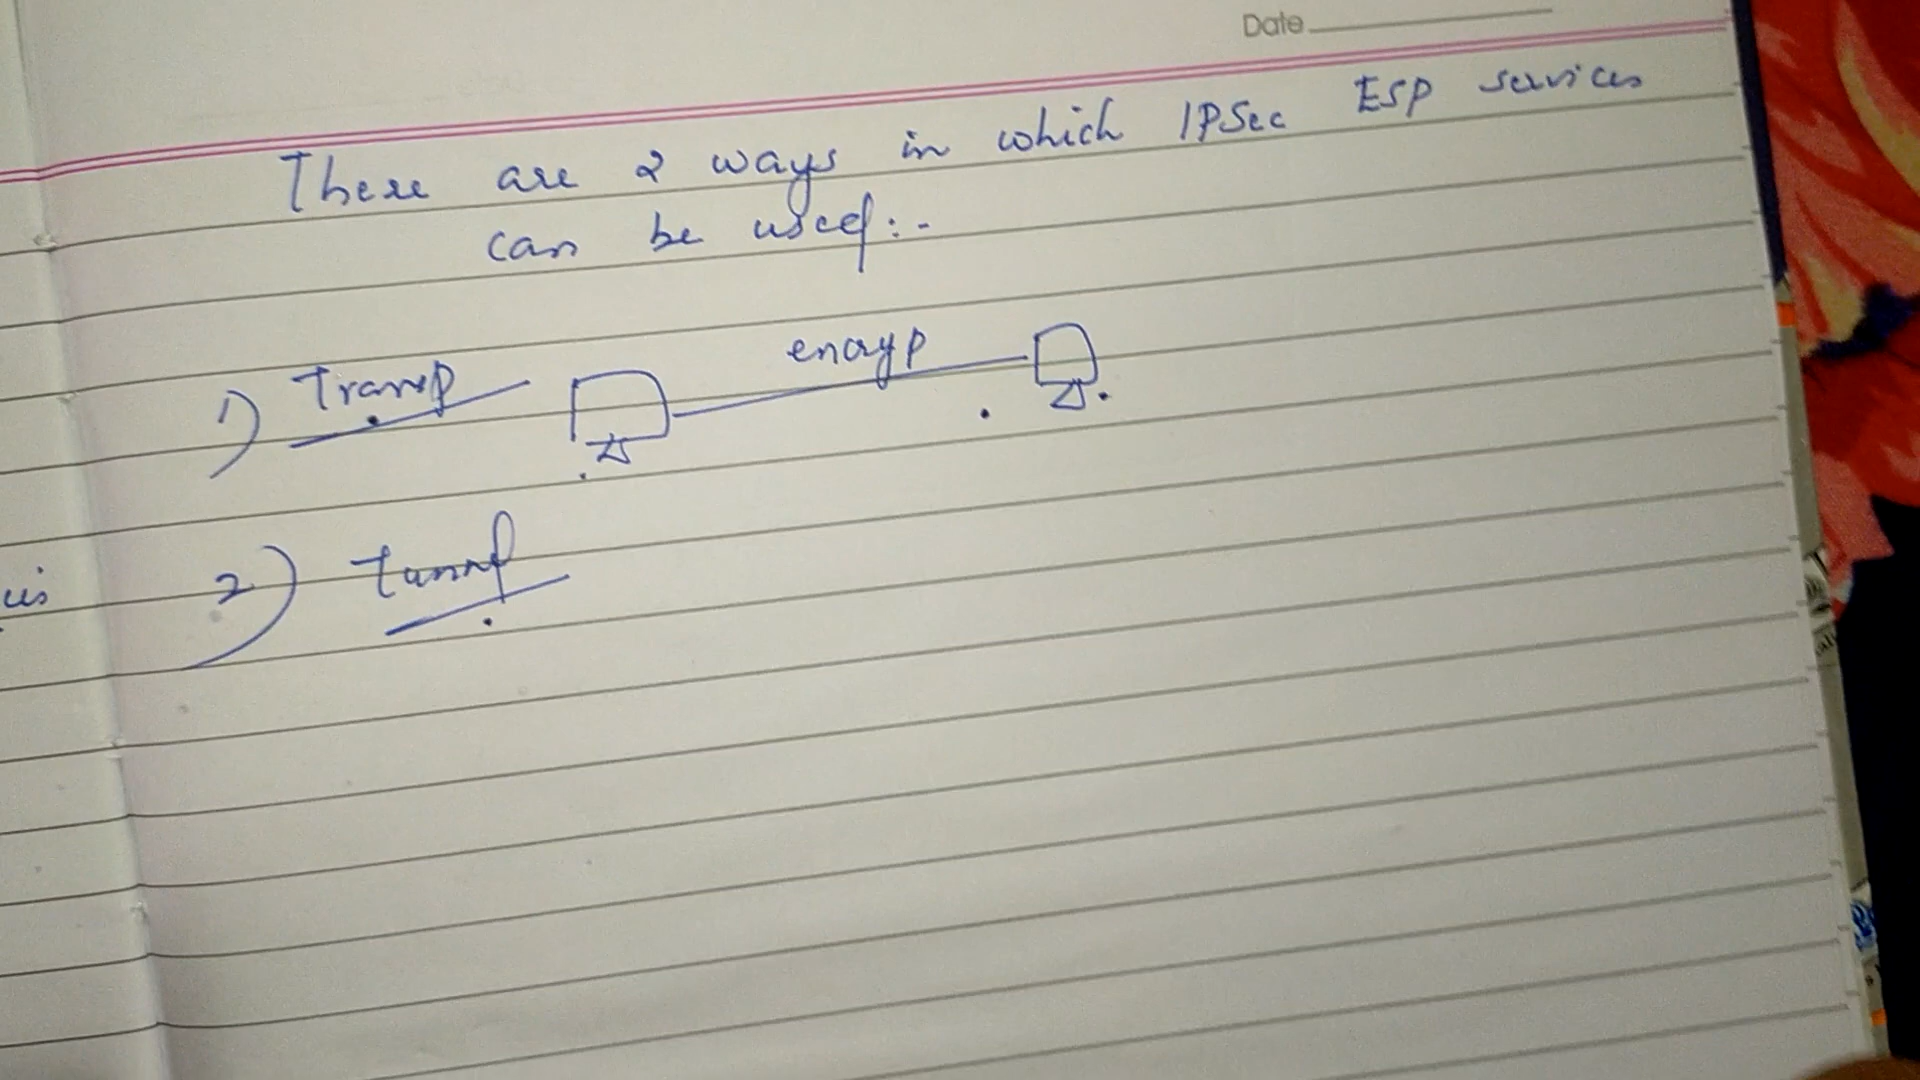 Date
There are 2 ways in which IPSec ESP services
can be used:-
1) Transp
encryp
2) Tunnel